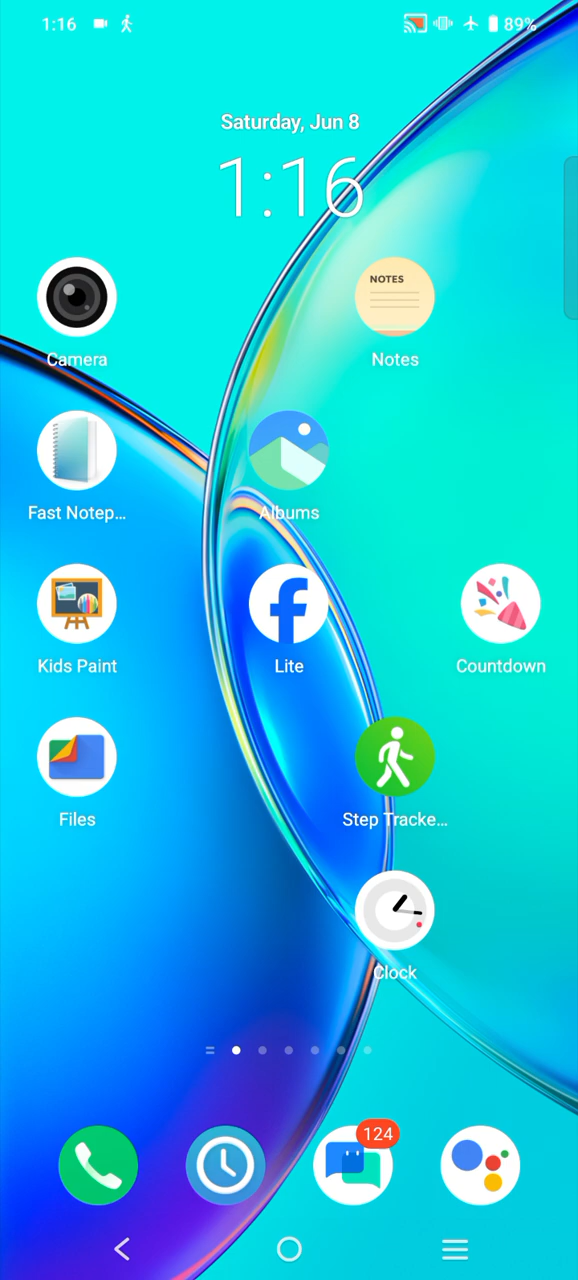 1:16
89%
Saturday, Jun 8
1:16
NOTES
Camera
Notes
Fast Notep...
Albums
Kids Paint
Lite
Countdown
Files
Step Tracke...
Clock
124